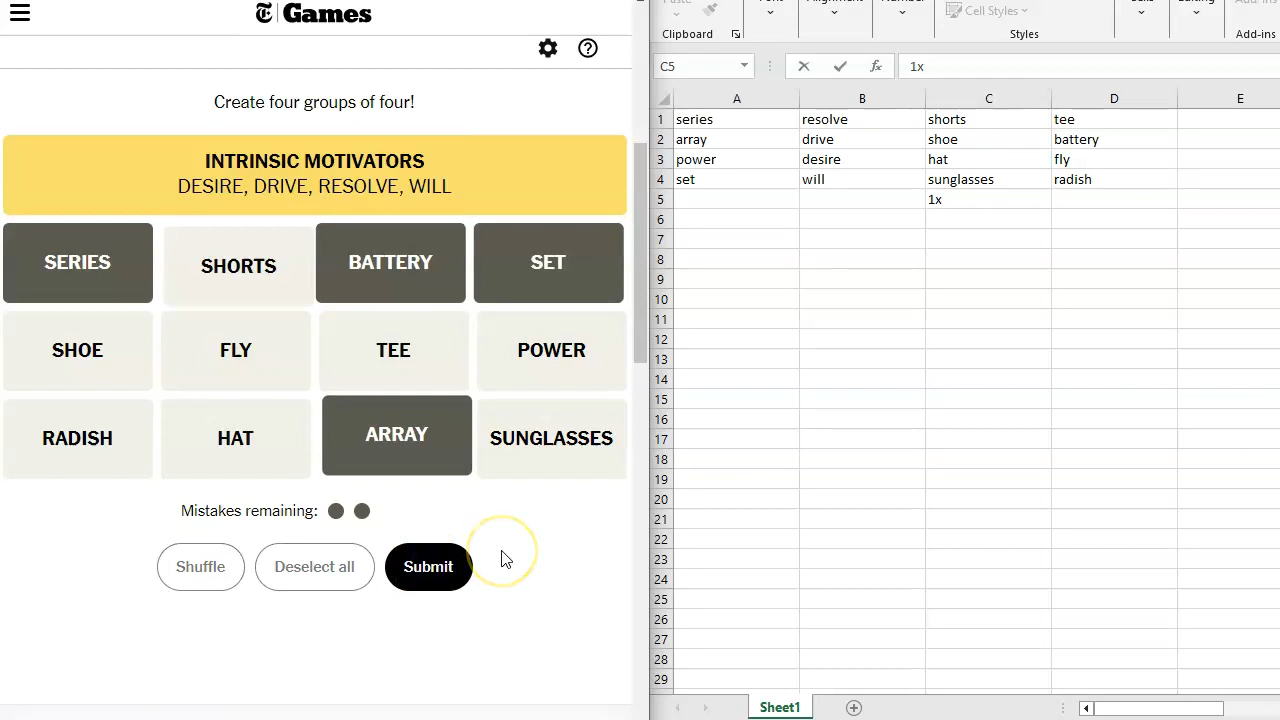 Games
Create four groups of four!
INTRINSIC MOTIVATORS
DESIRE, DRIVE, RESOLVE, WILL
SERIES SHORTS BATTERY SET
SHOE FLY TEE POWER
RADISH HAT ARRAY SUNGLASSES
Mistakes remaining:
Shuffle Deselect all Submit
Paste
Cell Styles
Clipboard Styles Add-ins
C5 fx 1x
A B C D E
1 series resolve shorts tee
2 array drive shoe battery
3 power desire hat fly
4 set will sunglasses radish
5 1x
6
7
8
9
10
11
12
13
14
15
16
17
18
19
20
21
22
23
24
25
26
27
28
29
Sheet1